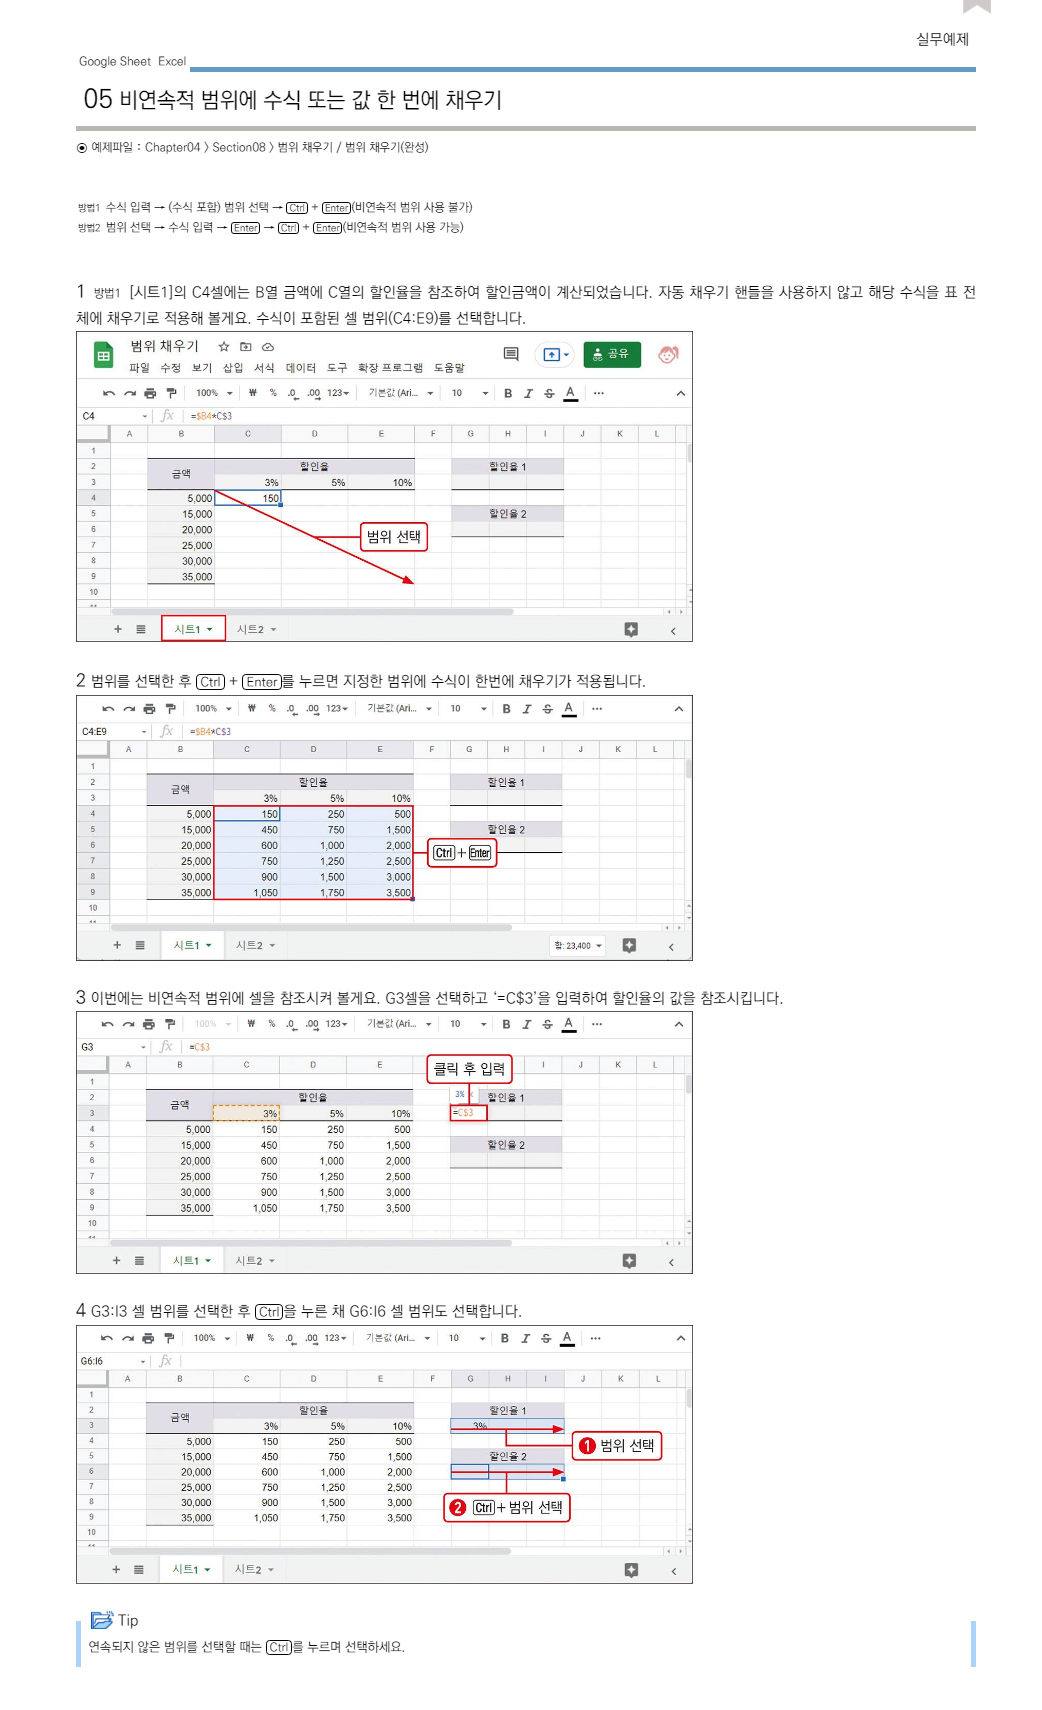 실무예제
Google Sheet Excel
05 비연속적 범위에 수식 또는 값 한 번에 채우기
예제파일 : Chapter04 > Section08 > 범위 채우기 / 범위 채우기(완성)
방법1 수식 입력 → (수식 포함) 범위 선택 → Ctrl + Enter(비연속적 범위 사용 불가)
방법2 범위 선택 → 수식 입력 → Enter → Ctrl + Enter(비연속적 범위 사용 가능)
1 방법1 [시트1]의 C4셀에는 B열 금액에 C열의 할인율을 참조하여 할인금액이 계산되었습니다. 자동 채우기 핸들을 사용하지 않고 해당 수식을 표 전
체에 채우기로 적용해 볼게요. 수식이 포함된 셀 범위(C4:E9)를 선택합니다.
범위 채우기
파일 수정 보기 삽입 서식 데이터 도구 확장 프로그램 도움말
공유
100% ₩ % .0 .00 123 기본값 (Ari... 10 B I S A ...
C4 fx =$B4*C$3
A B C D E F G H I J K L
1
2 금액 할인율 할인율 1
3 3% 5% 10%
4 5,000 150
5 15,000 할인율 2
6 20,000
7 25,000 범위 선택
8 30,000
9 35,000
10
11
+ 시트1 시트2
2 범위를 선택한 후 Ctrl + Enter를 누르면 지정한 범위에 수식이 한번에 채우기가 적용됩니다.
100% ₩ % .0 .00 123 기본값 (Ari... 10 B I S A ...
C4:E9 fx =$B4*C$3
A B C D E F G H I J K L
1
2 금액 할인율 할인율 1
3 3% 5% 10%
4 5,000 150 250 500
5 15,000 450 750 1,500 할인율 2
6 20,000 600 1,000 2,000 Ctrl + Enter
7 25,000 750 1,250 2,500
8 30,000 900 1,500 3,000
9 35,000 1,050 1,750 3,500
10
11
+ 시트1 시트2 합: 23,400
3 이번에는 비연속적 범위에 셀을 참조시켜 볼게요. G3셀을 선택하고 ‘=C$3’을 입력하여 할인율의 값을 참조시킵니다.
100% ₩ % .0 .00 123 기본값 (Ari... 10 B I S A ...
G3 fx =C$3
A B C D E 클릭 후 입력 I J K L
1
2 금액 할인율 3% × 할인율 1
3 3% 5% 10% =C$3
4 5,000 150 250 500
5 15,000 450 750 1,500 할인율 2
6 20,000 600 1,000 2,000
7 25,000 750 1,250 2,500
8 30,000 900 1,500 3,000
9 35,000 1,050 1,750 3,500
10
11
+ 시트1 시트2
4 G3:I3 셀 범위를 선택한 후 Ctrl을 누른 채 G6:I6 셀 범위도 선택합니다.
100% ₩ % .0 .00 123 기본값 (Ari... 10 B I S A ...
G6:I6 fx
A B C D E F G H I J K L
1
2 금액 할인율 할인율 1
3 3% 5% 10% 3%
4 5,000 150 250 500 1 범위 선택
5 15,000 450 750 1,500 할인율 2
6 20,000 600 1,000 2,000
7 25,000 750 1,250 2,500
8 30,000 900 1,500 3,000 2 Ctrl + 범위 선택
9 35,000 1,050 1,750 3,500
10
11
+ 시트1 시트2
Tip
연속되지 않은 범위를 선택할 때는 Ctrl를 누르며 선택하세요.